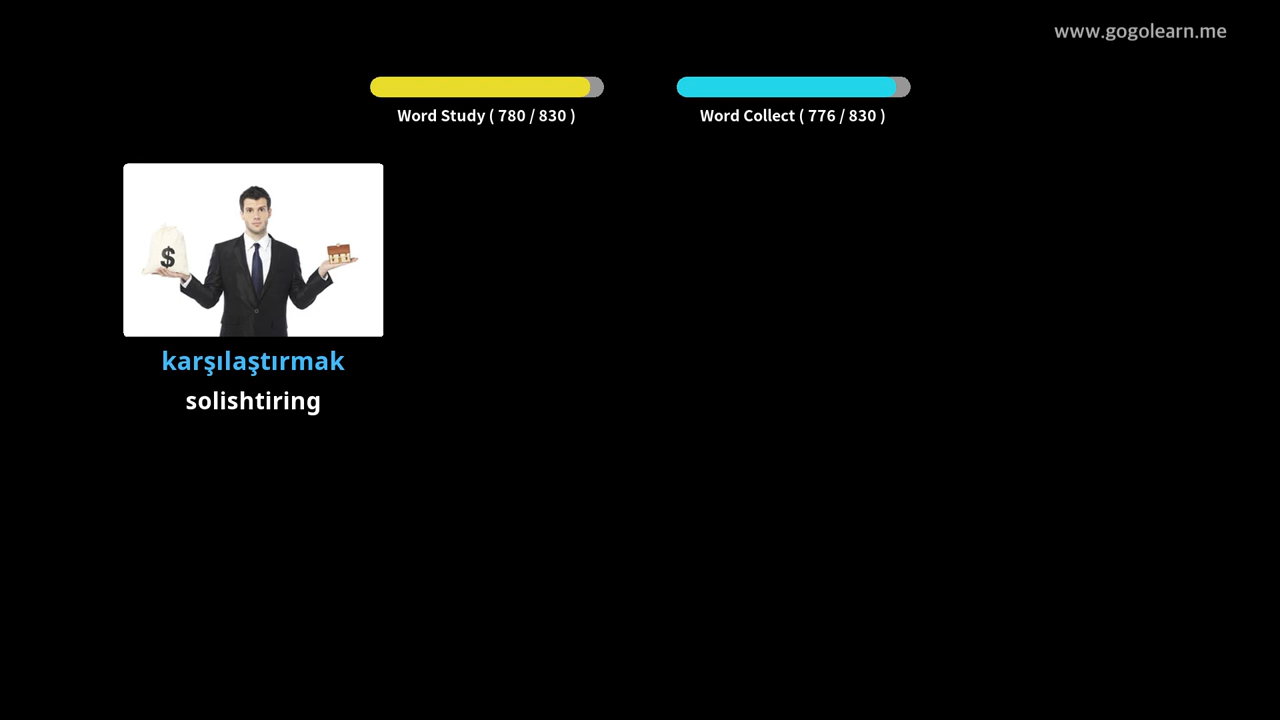 www.gogolearn.me
Word Study ( 780 / 830 )
Word Collect ( 776 / 830 )
$
karşılaştırmak
solishtiring